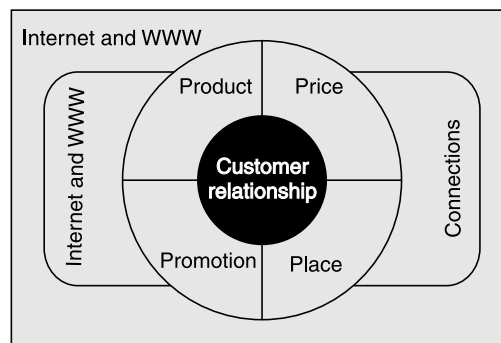 Internet and WWW
Product
Price
Internet and WWW
Customer
relationship
Connections
Promotion
Place